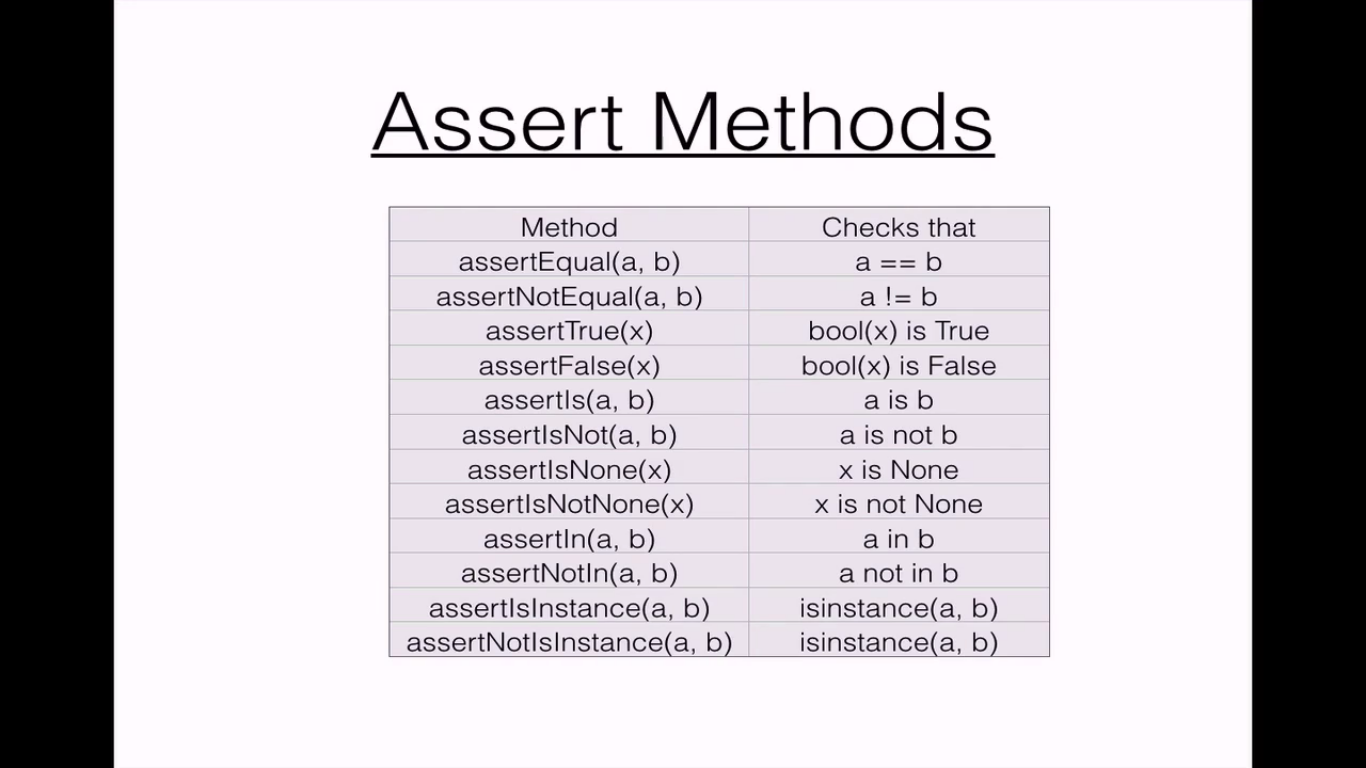 Assert Methods
Method Checks that
assertEqual(a, b) a == b
assertNotEqual(a, b) a != b
assertTrue(x) bool(x) is True
assertFalse(x) bool(x) is False
assertIs(a, b) a is b
assertIsNot(a, b) a is not b
assertIsNone(x) x is None
assertIsNotNone(x) x is not None
assertIn(a, b) a in b
assertNotIn(a, b) a not in b
assertIsInstance(a, b) isinstance(a, b)
assertNotIsInstance(a, b) isinstance(a, b)